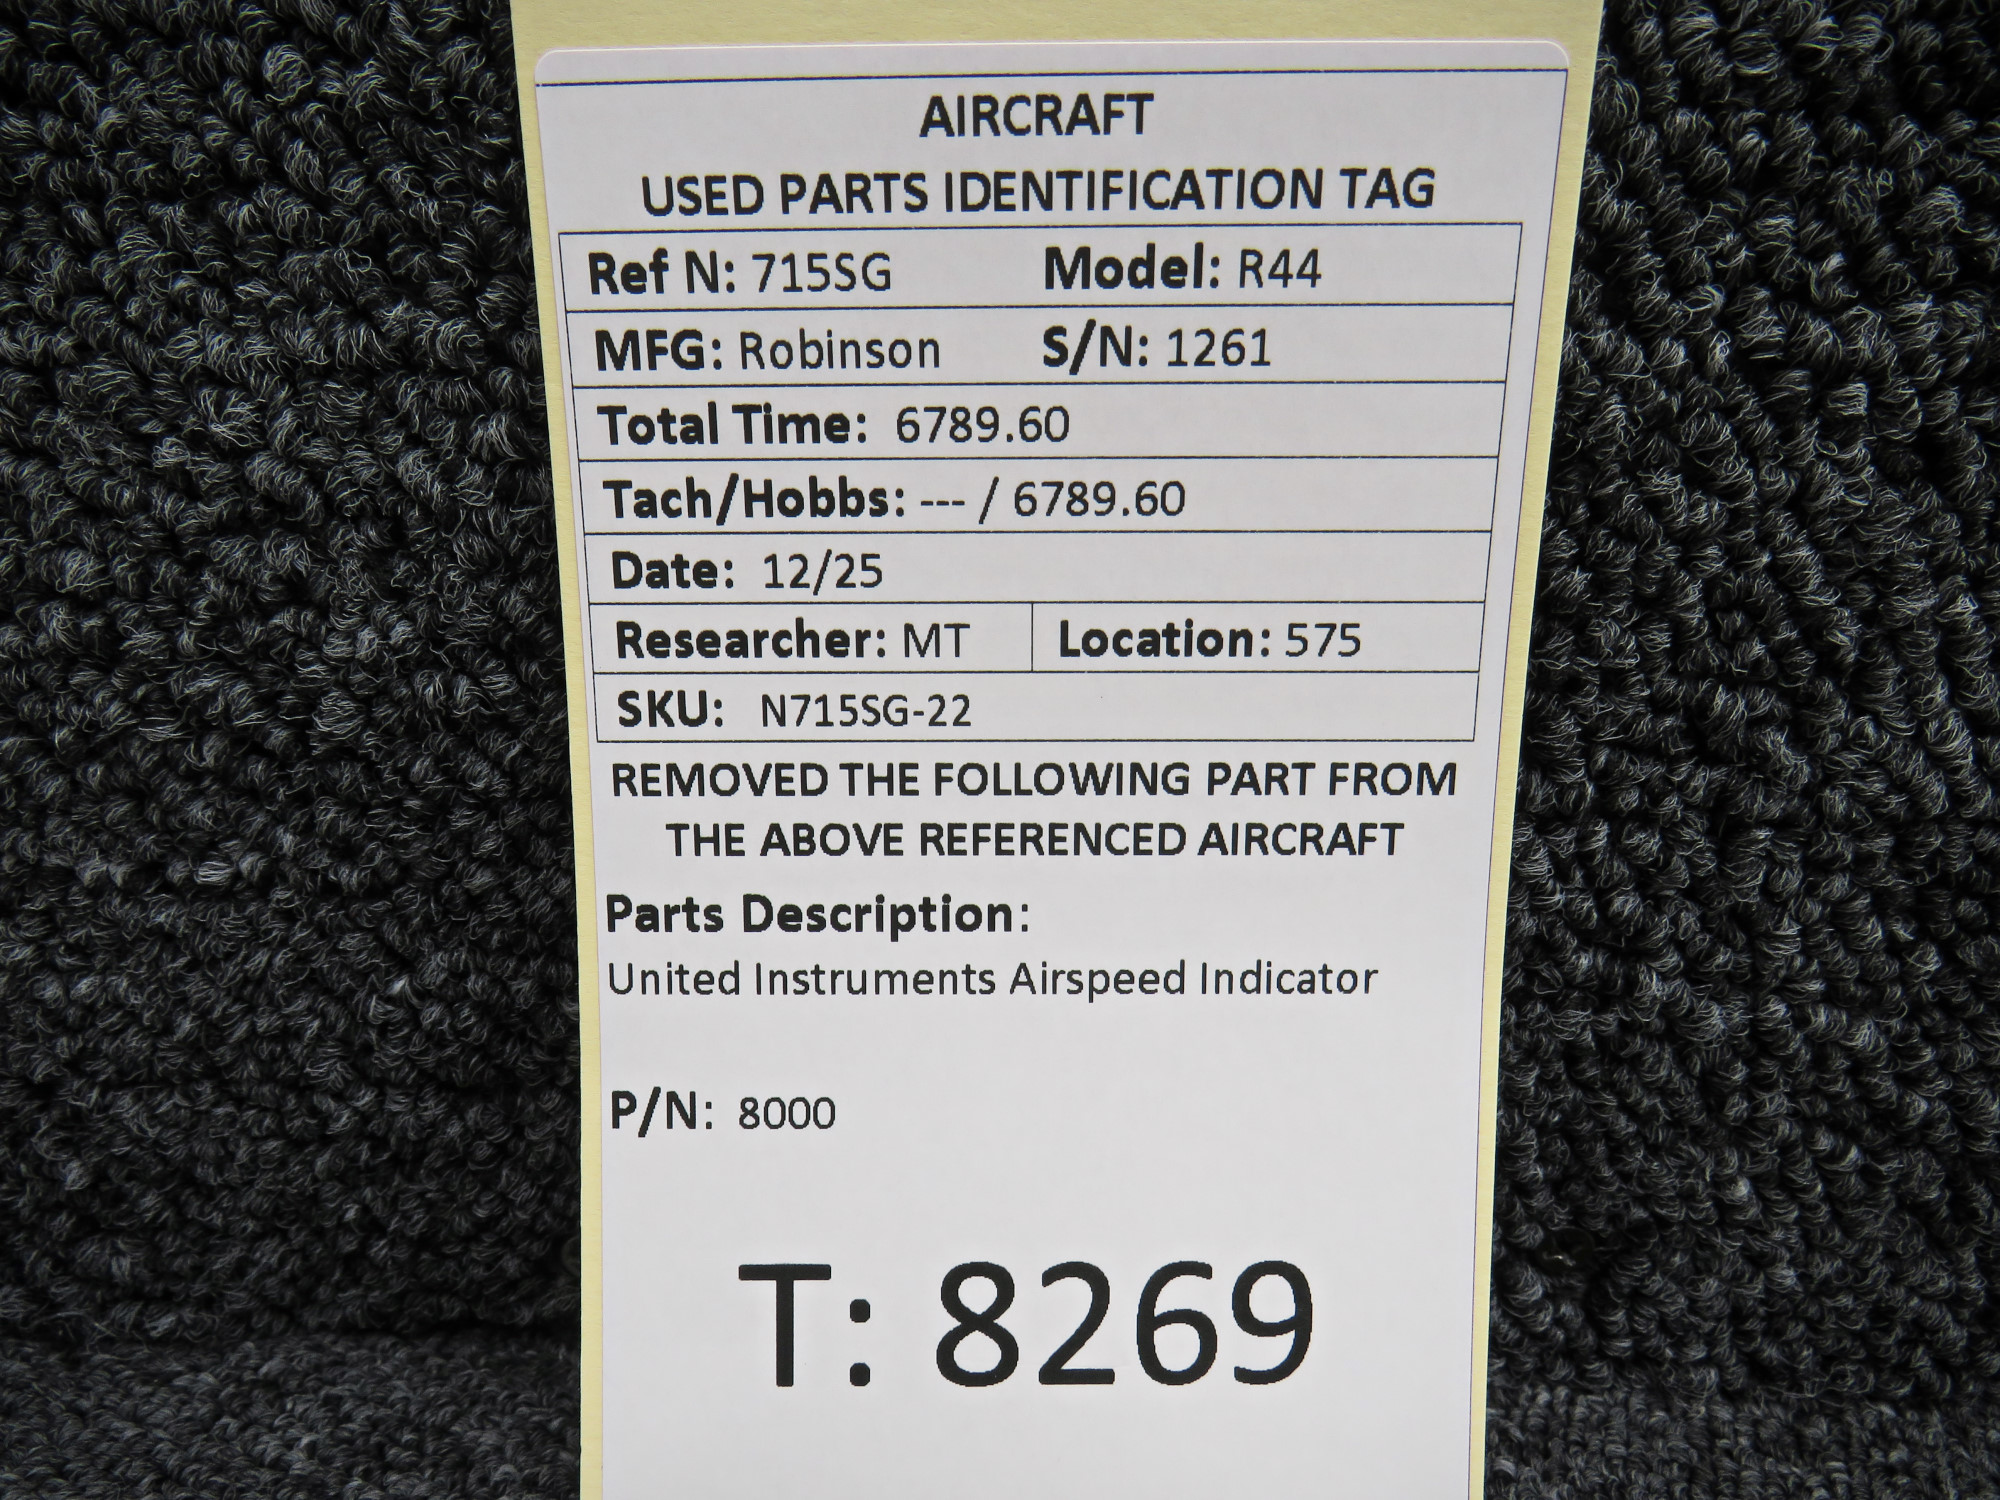 AIRCRAFT
USED PARTS IDENTIFICATION TAG
Ref N: 715SG Model: R44
MFG: Robinson S/N: 1261
Total Time: 6789.60
Tach/Hobbs: --- / 6789.60
Date: 12/25
Researcher: MT Location: 575
SKU: N715SG-22
REMOVED THE FOLLOWING PART FROM
THE ABOVE REFERENCED AIRCRAFT
Parts Description:
United Instruments Airspeed Indicator
P/N: 8000
T: 8269